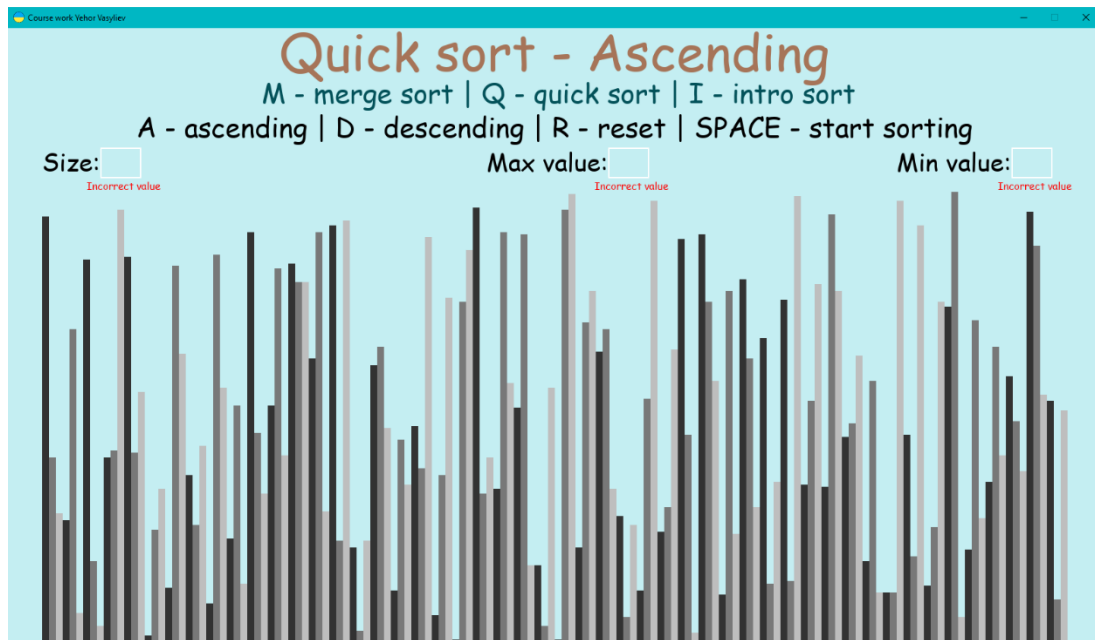 Course work Yehor Vasyliev
Quick sort - Ascending
M - merge sort | Q - quick sort | I - intro sort
A - ascending | D - descending | R - reset | SPACE - start sorting
Size: Max value: Min value:
Incorrect value Incorrect value Incorrect value